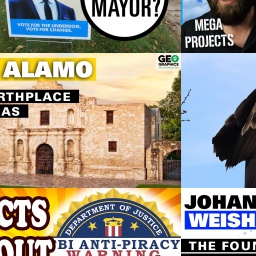 VOTE FOR THE UNDERDOG.
VOTE FOR CHANGE.
MAYOR?
MEGA
PROJECTS
ALAMO
GEO
GRAPHICS
RTHPLACE
AS
CTS
OUT
DEPARTMENT OF JUSTICE
BI ANTI-PIRACY
WARNING
JOHAN
WEISH
THE FOUN